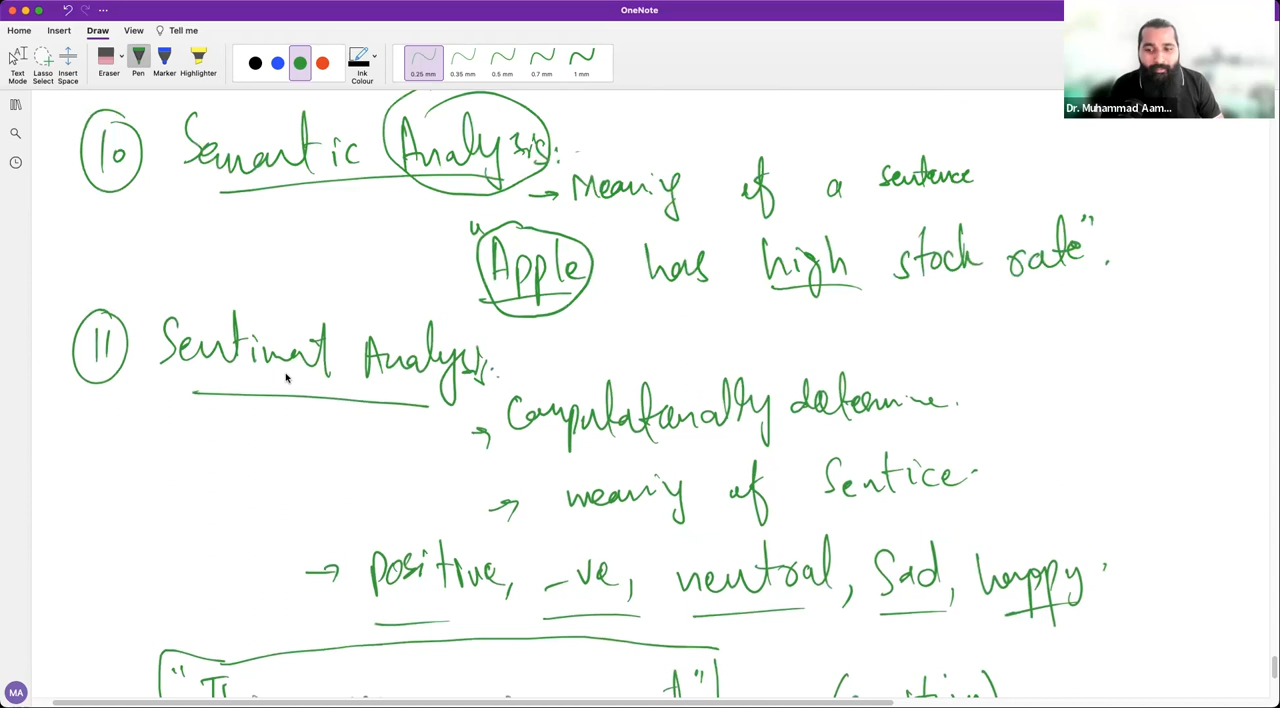 OneNote
Home Insert Draw View Tell me
Text Mode Lasso Select Insert Space Eraser Pen Marker Highlighter Ink Colour 0.25 mm 0.35 mm 0.5 mm 0.7 mm 1 mm
Dr. Muhammad Aam...
10 Semantic Analysis:
→ Meaning of a sentence
"Apple has high stock rate".
11 Sentiment Analysis:
→ Computationally determine.
→ meaning of Sentice
→ positive, -ve, neutral, Sad, happy
MA